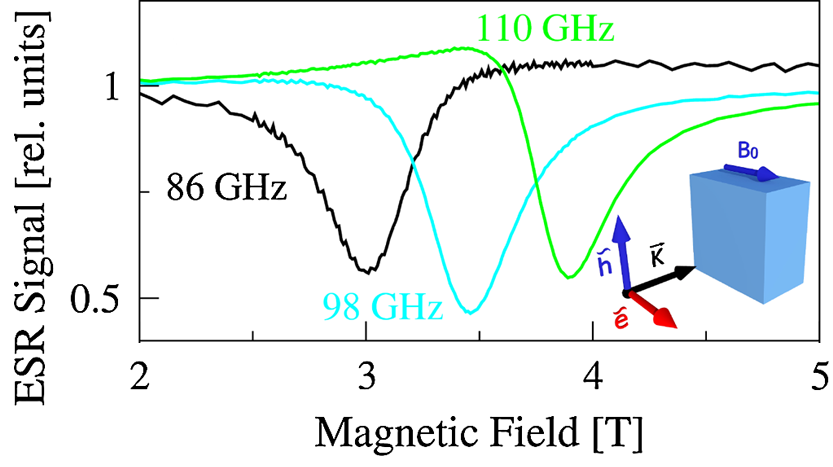 110 GHz
ESR Signal [rel. units]
1
0.5
86 GHz
98 GHz
B₀
h̃
K⃗
ẽ
2 3 4 5
Magnetic Field [T]